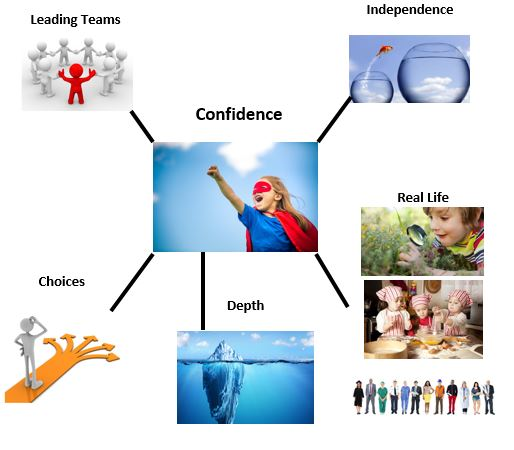 Leading Teams
Independence
Confidence
Real Life
Choices
Depth